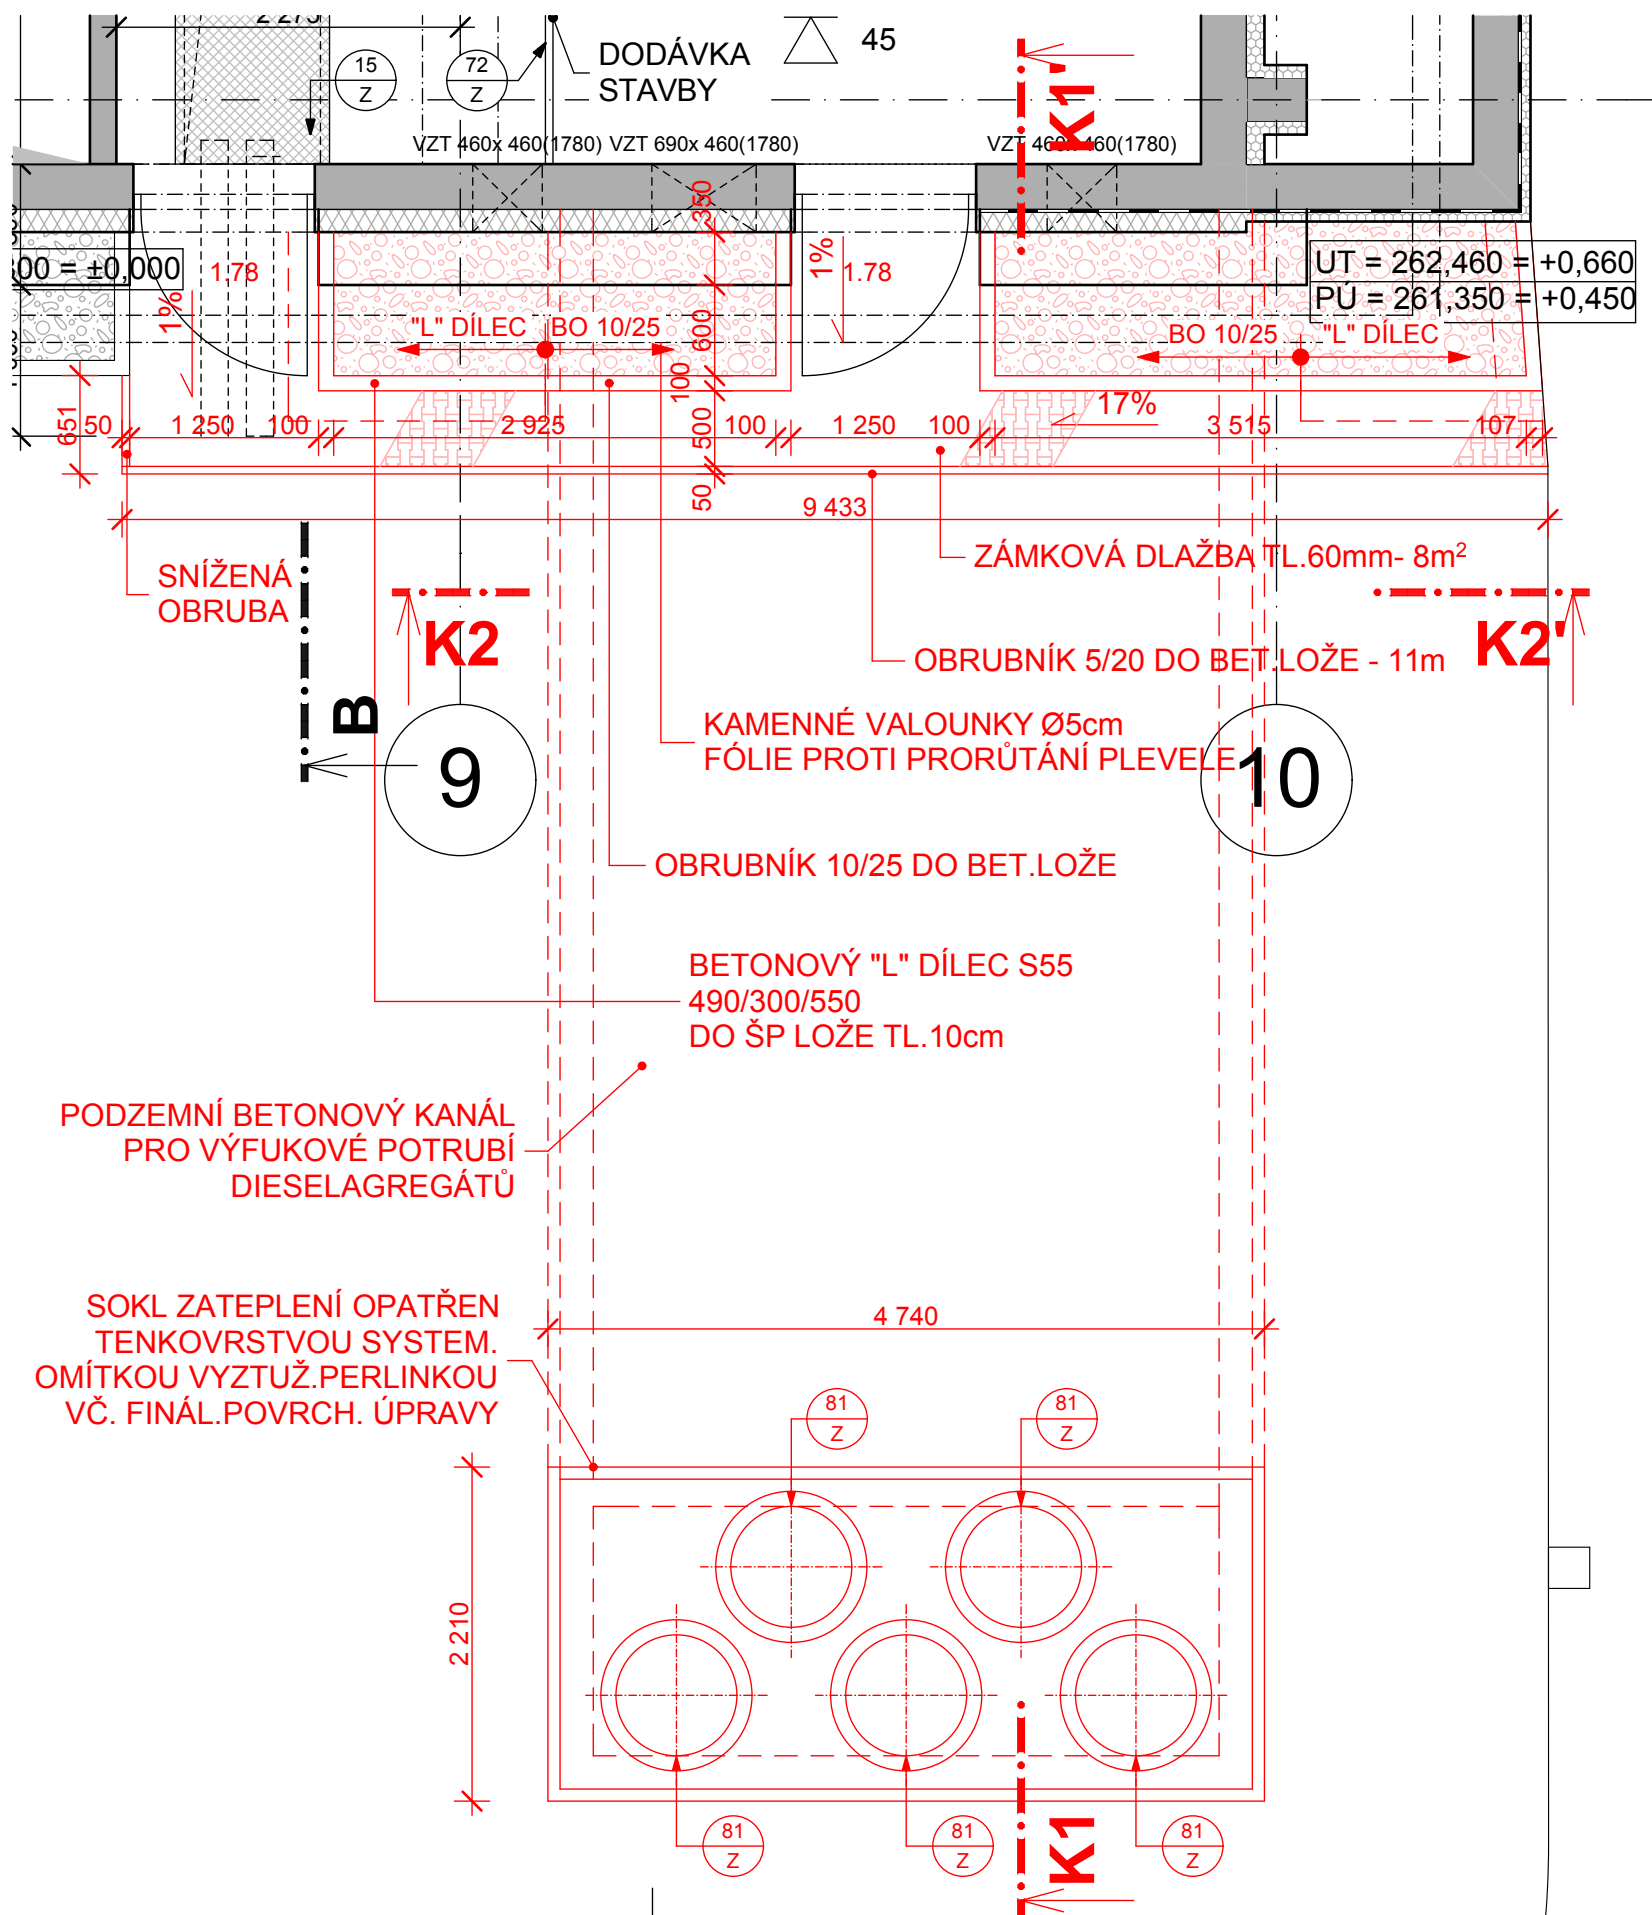 2 275
15
Z
72
Z
DODÁVKA
STAVBY
45
K1'
VZT 460x 460(1780)
VZT 690x 460(1780)
VZT 460x 460(1780)
350
00 = ±0,000
1.78
1%
1%
1.78
UT = 262,460 = +0,660
PÚ = 261,350 = +0,450
"L" DÍLEC
BO 10/25
600
BO 10/25
"L" DÍLEC
100
17%
651
50
1 250
100
2 925
100
1 250
100
3 515
107
500
50
9 433
ZÁMKOVÁ DLAŽBA TL.60mm- 8m²
SNÍŽENÁ
OBRUBA
K2
K2'
OBRUBNÍK 5/20 DO BET.LOŽE - 11m
B
KAMENNÉ VALOUNKY Ø5cm
FÓLIE PROTI PRORŮTÁNÍ PLEVELE
9
10
OBRUBNÍK 10/25 DO BET.LOŽE
BETONOVÝ "L" DÍLEC S55
490/300/550
DO ŠP LOŽE TL.10cm
PODZEMNÍ BETONOVÝ KANÁL
PRO VÝFUKOVÉ POTRUBÍ
DIESELAGREGÁTŮ
SOKL ZATEPLENÍ OPATŘEN
TENKOVRSTVOU SYSTEM.
OMÍTKOU VYZTUŽ.PERLINKOU
VČ. FINÁL.POVRCH. ÚPRAVY
4 740
81
Z
81
Z
2 210
81
Z
81
Z
81
Z
K1